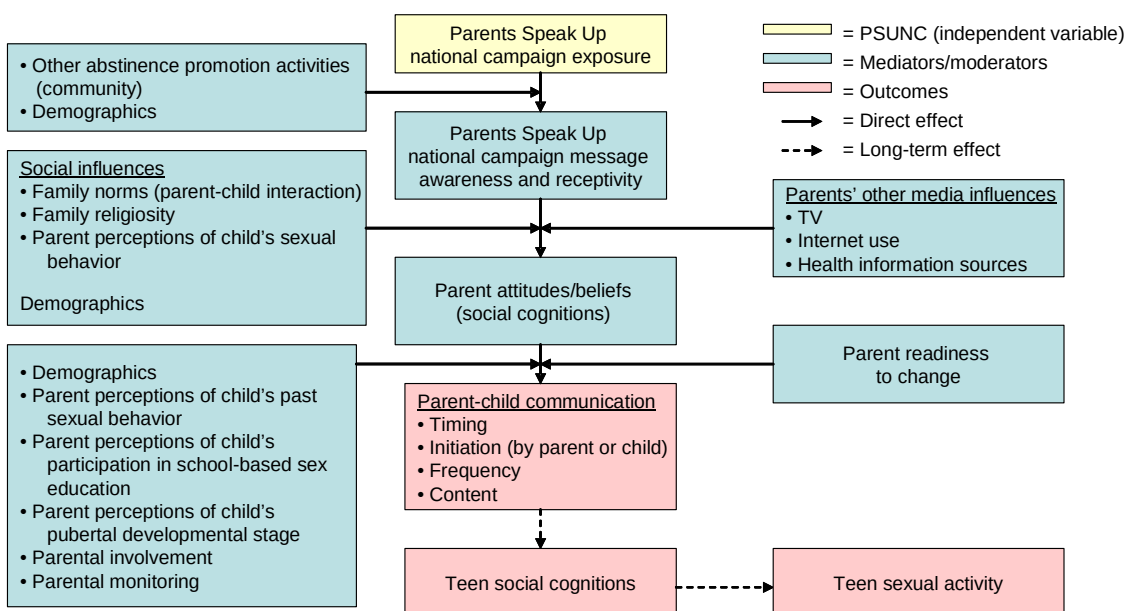 Parents Speak Up
national campaign exposure
= PSUNC (independent variable)
= Mediators/moderators
= Outcomes
= Direct effect
= Long-term effect
• Other abstinence promotion activities
(community)
• Demographics
Parents Speak Up
national campaign message
awareness and receptivity
Social influences
• Family norms (parent-child interaction)
• Family religiosity
• Parent perceptions of child’s sexual
behavior
Demographics
Parents’ other media influences
• TV
• Internet use
• Health information sources
Parent attitudes/beliefs
(social cognitions)
• Demographics
• Parent perceptions of child’s past
sexual behavior
• Parent perceptions of child’s
participation in school-based sex
education
• Parent perceptions of child’s
pubertal developmental stage
• Parental involvement
• Parental monitoring
Parent readiness
to change
Parent-child communication
• Timing
• Initiation (by parent or child)
• Frequency
• Content
Teen social cognitions
Teen sexual activity